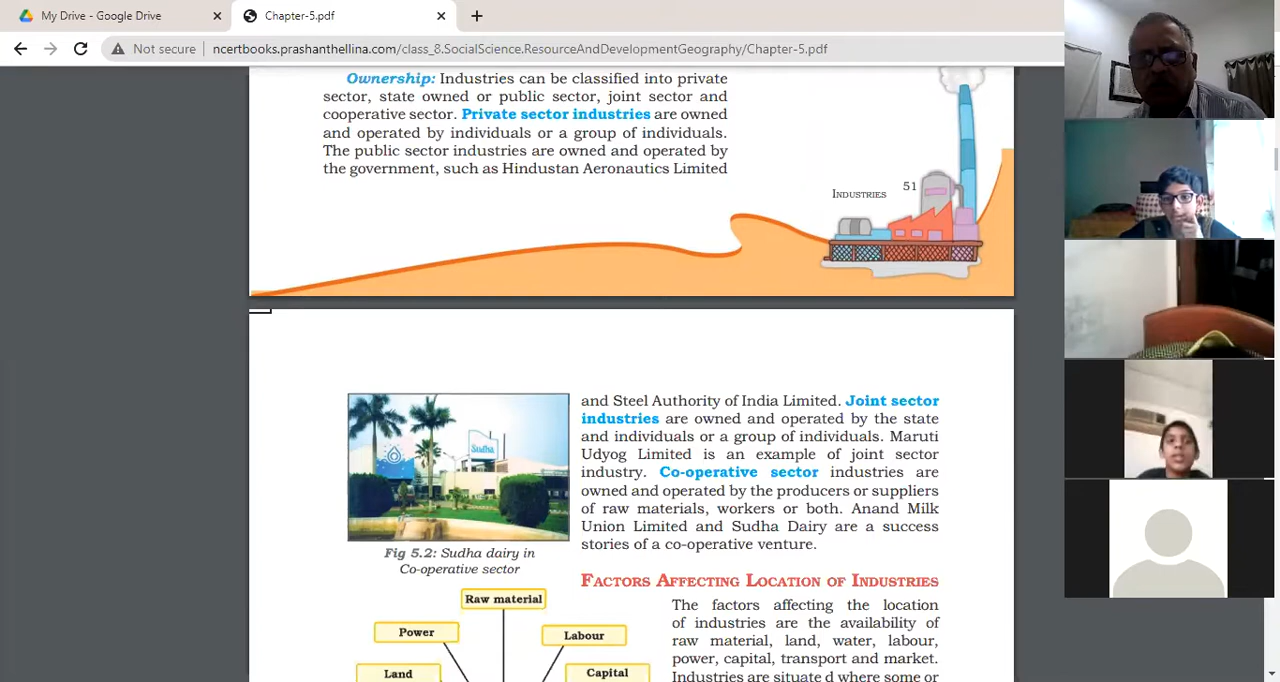 My Drive - Google Drive
Chapter-5.pdf
Not secure
ncertbooks.prashanthellina.com/class_8.SocialScience.ResourceAndDevelopmentGeography/Chapter-5.pdf
Ownership: Industries can be classified into private
sector, state owned or public sector, joint sector and
cooperative sector. Private sector industries are owned
and operated by individuals or a group of individuals.
The public sector industries are owned and operated by
the government, such as Hindustan Aeronautics Limited
INDUSTRIES 51
Sudha
Fig 5.2: Sudha dairy in
Co-operative sector
and Steel Authority of India Limited. Joint sector
industries are owned and operated by the state
and individuals or a group of individuals. Maruti
Udyog Limited is an example of joint sector
industry. Co-operative sector industries are
owned and operated by the producers or suppliers
of raw materials, workers or both. Anand Milk
Union Limited and Sudha Dairy are a success
stories of a co-operative venture.
FACTORS AFFECTING LOCATION OF INDUSTRIES
Raw material
Power
Labour
Land
Capital
The factors affecting the location
of industries are the availability of
raw material, land, water, labour,
power, capital, transport and market.
Industries are situate d where some or